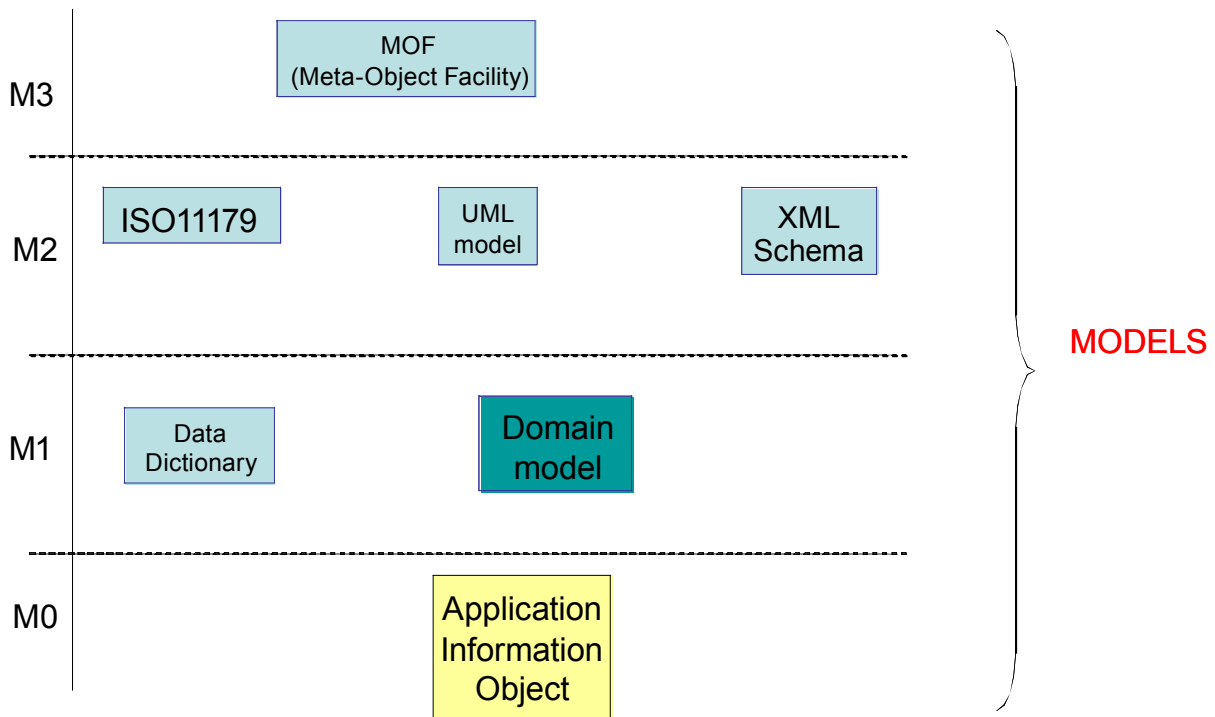 MOF
(Meta-Object Facility)
M3
ISO11179
UML
model
XML
Schema
M2
MODELS
Data
Dictionary
Domain
model
M1
Application
Information
Object
M0